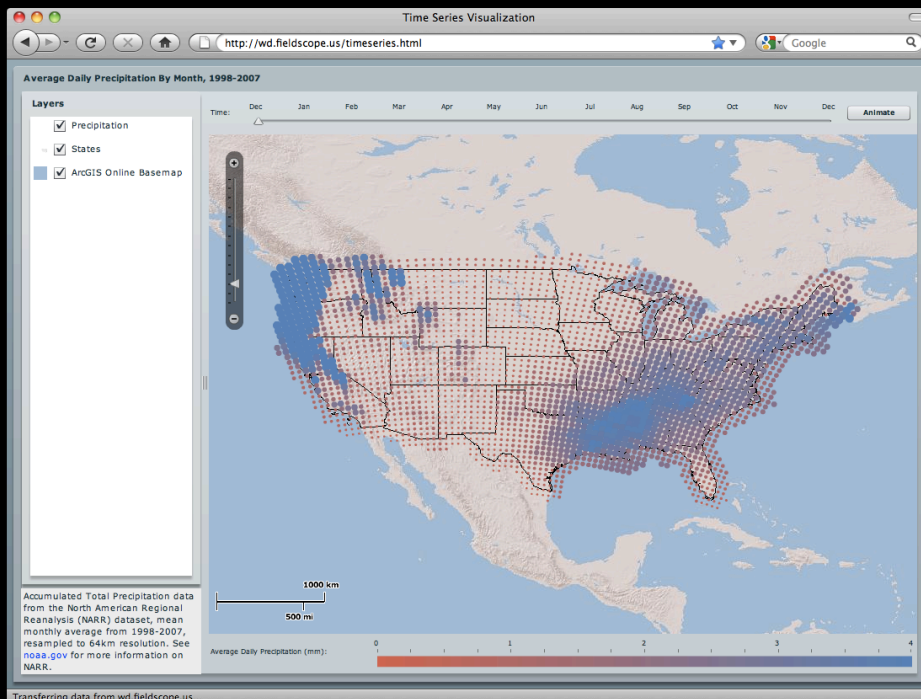 Time Series Visualization
http://wd.fieldscope.us/timeseries.html
Google
Average Daily Precipitation By Month, 1998-2007
Layers
Precipitation
States
ArcGIS Online Basemap
Time: Dec Jan Feb Mar Apr May Jun Jul Aug Sep Oct Nov Dec Animate
1000 km
500 mi
Accumulated Total Precipitation data
from the North American Regional
Reanalysis (NARR) dataset, mean
monthly average from 1998-2007,
resampled to 64km resolution. See
noaa.gov for more information on
NARR.
Average Daily Precipitation (mm): 0 1 2 3 4
Transferring data from wd.fieldscope.us